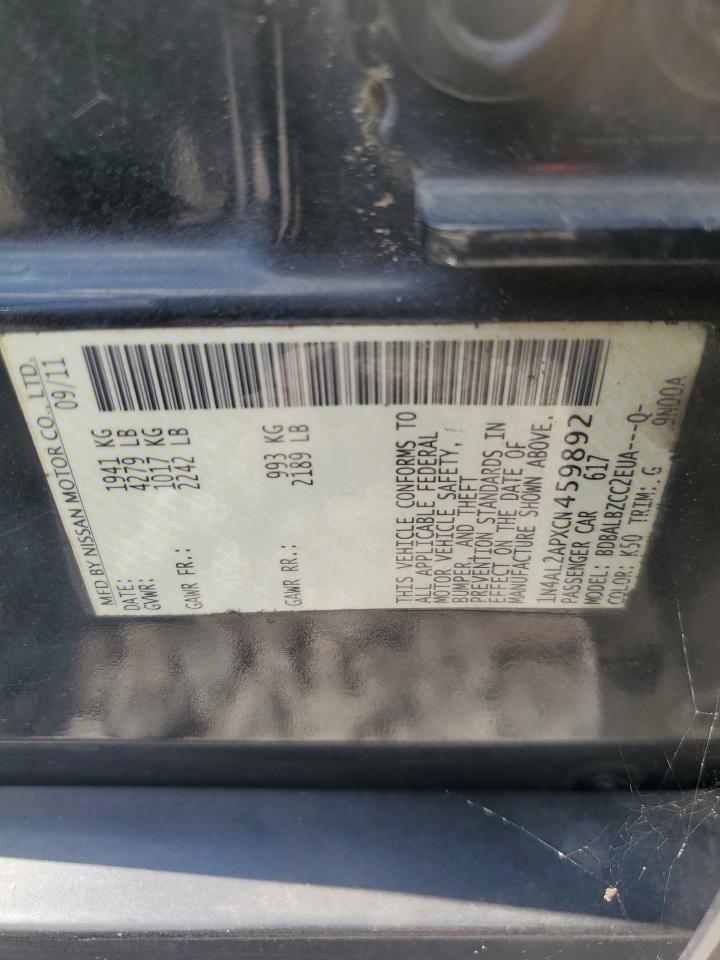 MFD BY NISSAN MOTOR CO., LTD.
DATE: 09/11
GVWR: 1941 KG
4279 LB
GAWR FR.: 1017 KG
2242 LB
GAWR RR.: 993 KG
2189 LB
THIS VEHICLE CONFORMS TO
ALL APPLICABLE FEDERAL
MOTOR VEHICLE SAFETY,
BUMPER, AND THEFT
PREVENTION STANDARDS IN
EFFECT ON THE DATE OF
MANUFACTURE SHOWN ABOVE.
1N4AL2APXCN459892
PASSENGER CAR 617
MODEL: BDBALBZCC2EUA---Q-
COLOR: K50 TRIM: G 9N00A